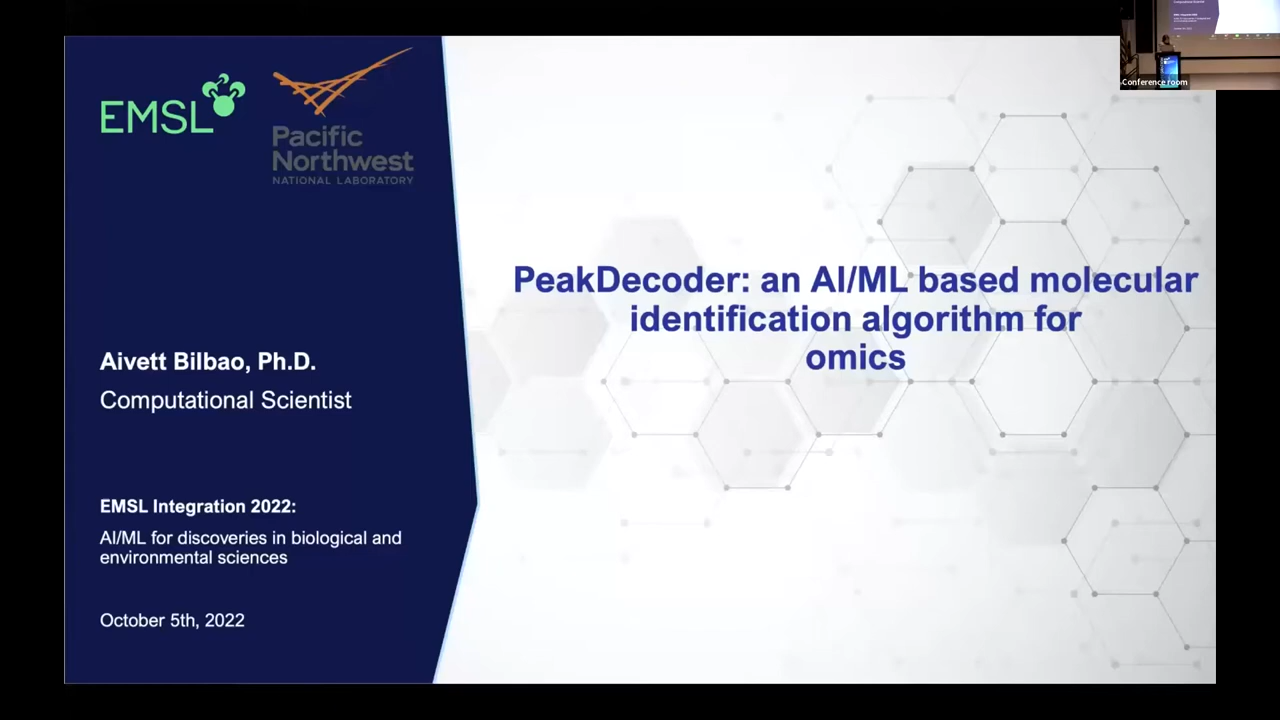 EMSL
Pacific
Northwest
NATIONAL LABORATORY
PeakDecoder: an AI/ML based molecular
identification algorithm for
omics
Aivett Bilbao, Ph.D.
Computational Scientist
EMSL Integration 2022:
AI/ML for discoveries in biological and
environmental sciences
October 5th, 2022
Conference room